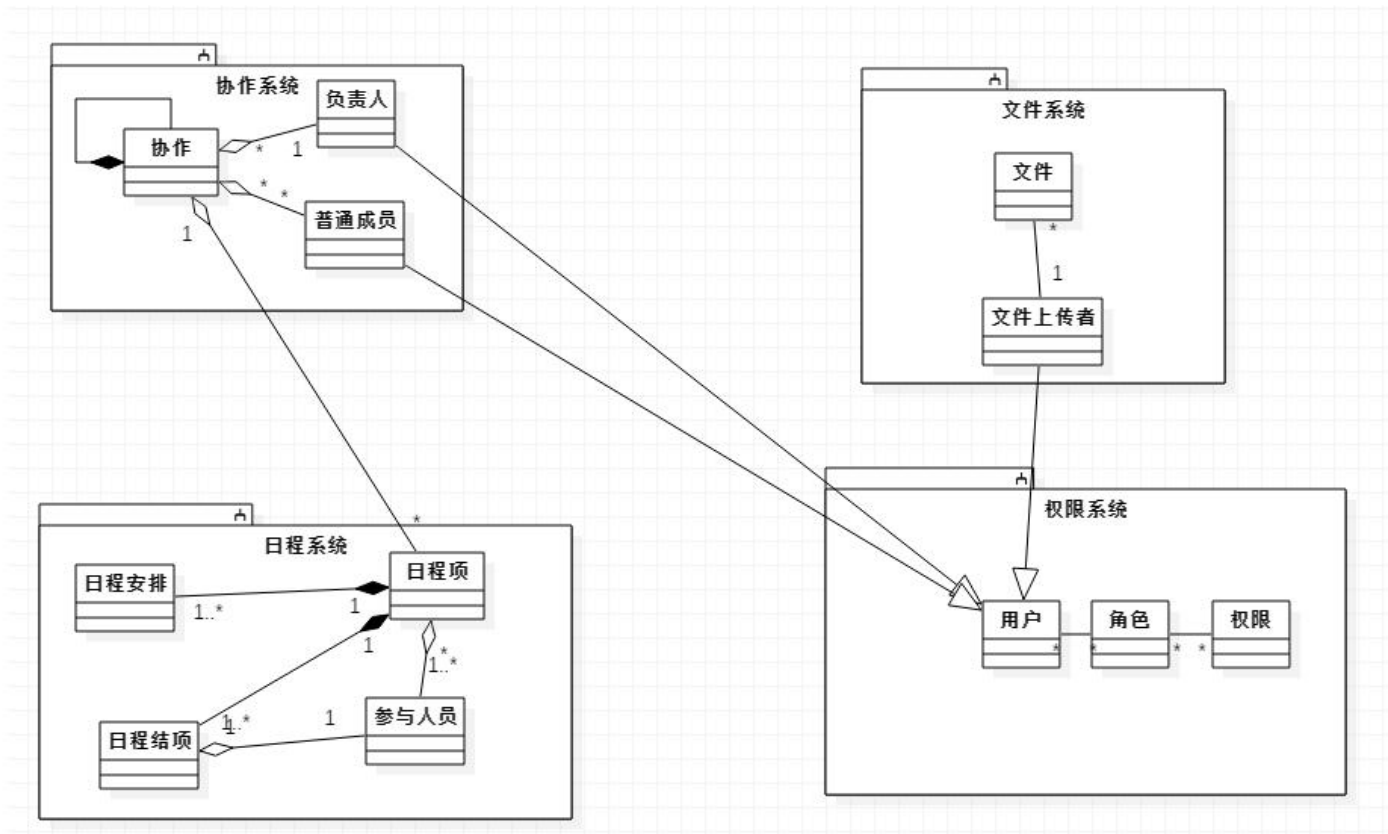 协作系统
负责人
协作
*
1
*
*
普通成员
1
*
文件系统
文件
*
1
文件上传者
日程系统
日程安排
日程项
1..*
1
1
*
1..*
1..*
1
1
日程结项
参与人员
权限系统
用户
角色
权限
*
*
*
*